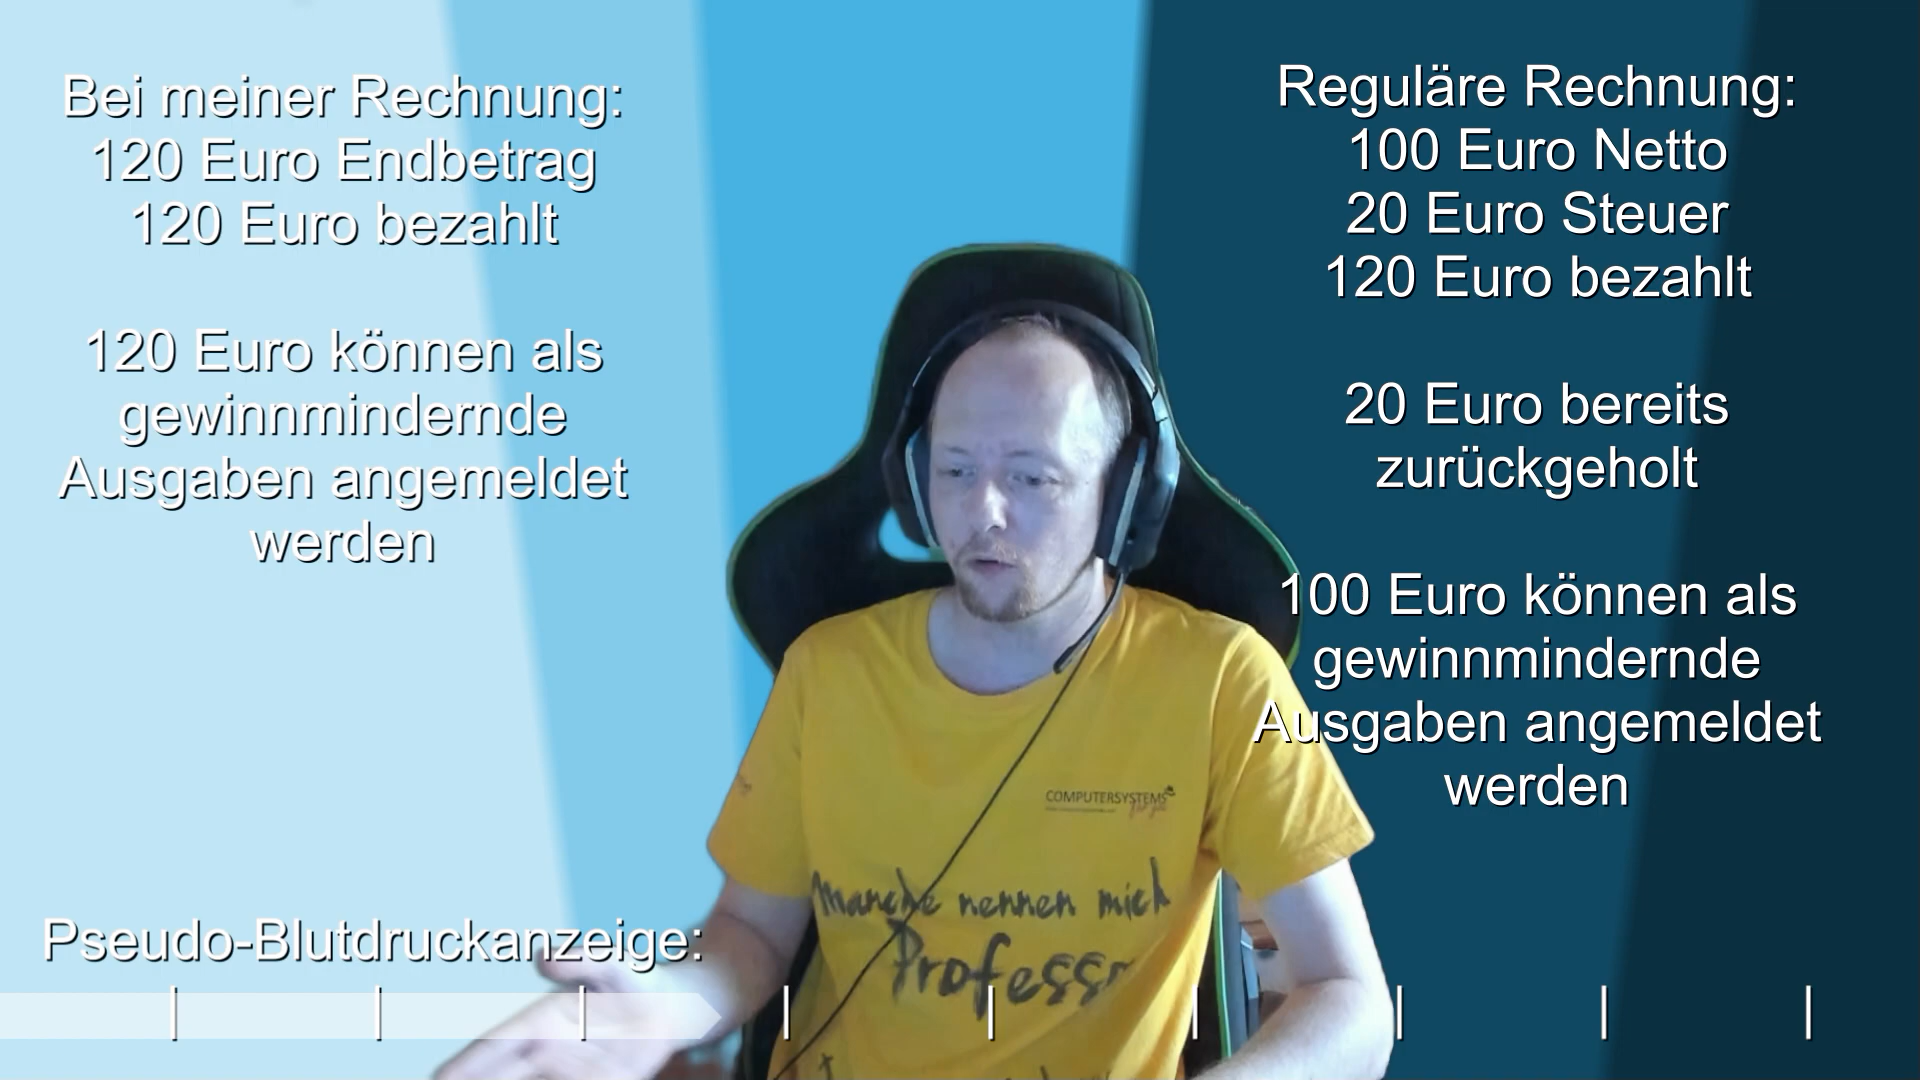 Bei meiner Rechnung:
120 Euro Endbetrag
120 Euro bezahlt
120 Euro können als
gewinnmindernde
Ausgaben angemeldet
werden
Reguläre Rechnung:
100 Euro Netto
20 Euro Steuer
120 Euro bezahlt
20 Euro bereits
zurückgeholt
100 Euro können als
gewinnmindernde
Ausgaben angemeldet
werden
COMPUTERSYSTEMS
Manche nennen mich
Pseudo-Blutdruckanzeige: